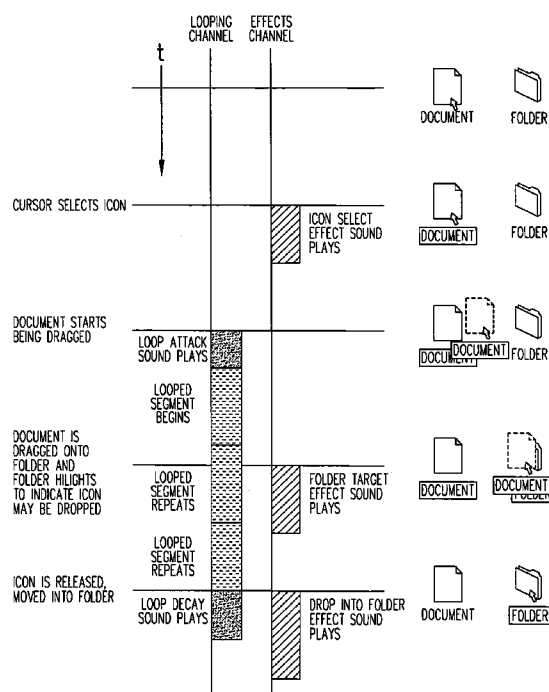 LOOPING
CHANNEL
EFFECTS
CHANNEL
t
DOCUMENT
FOLDER
CURSOR SELECTS ICON
ICON SELECT
EFFECT SOUND
PLAYS
DOCUMENT
FOLDER
DOCUMENT STARTS
BEING DRAGGED
LOOP ATTACK
SOUND PLAYS
DOCUMENT
FOLDER
LOOPED
SEGMENT
BEGINS
DOCUMENT IS
DRAGGED ONTO
FOLDER AND
FOLDER HILIGHTS
TO INDICATE ICON
MAY BE DROPPED
LOOPED
SEGMENT
REPEATS
FOLDER TARGET
EFFECT SOUND
PLAYS
DOCUMENT
DOCUMENT
FOLDER
LOOPED
SEGMENT
REPEATS
ICON IS RELEASED,
MOVED INTO FOLDER
LOOP DECAY
SOUND PLAYS
DROP INTO FOLDER
EFFECT SOUND
PLAYS
DOCUMENT
FOLDER